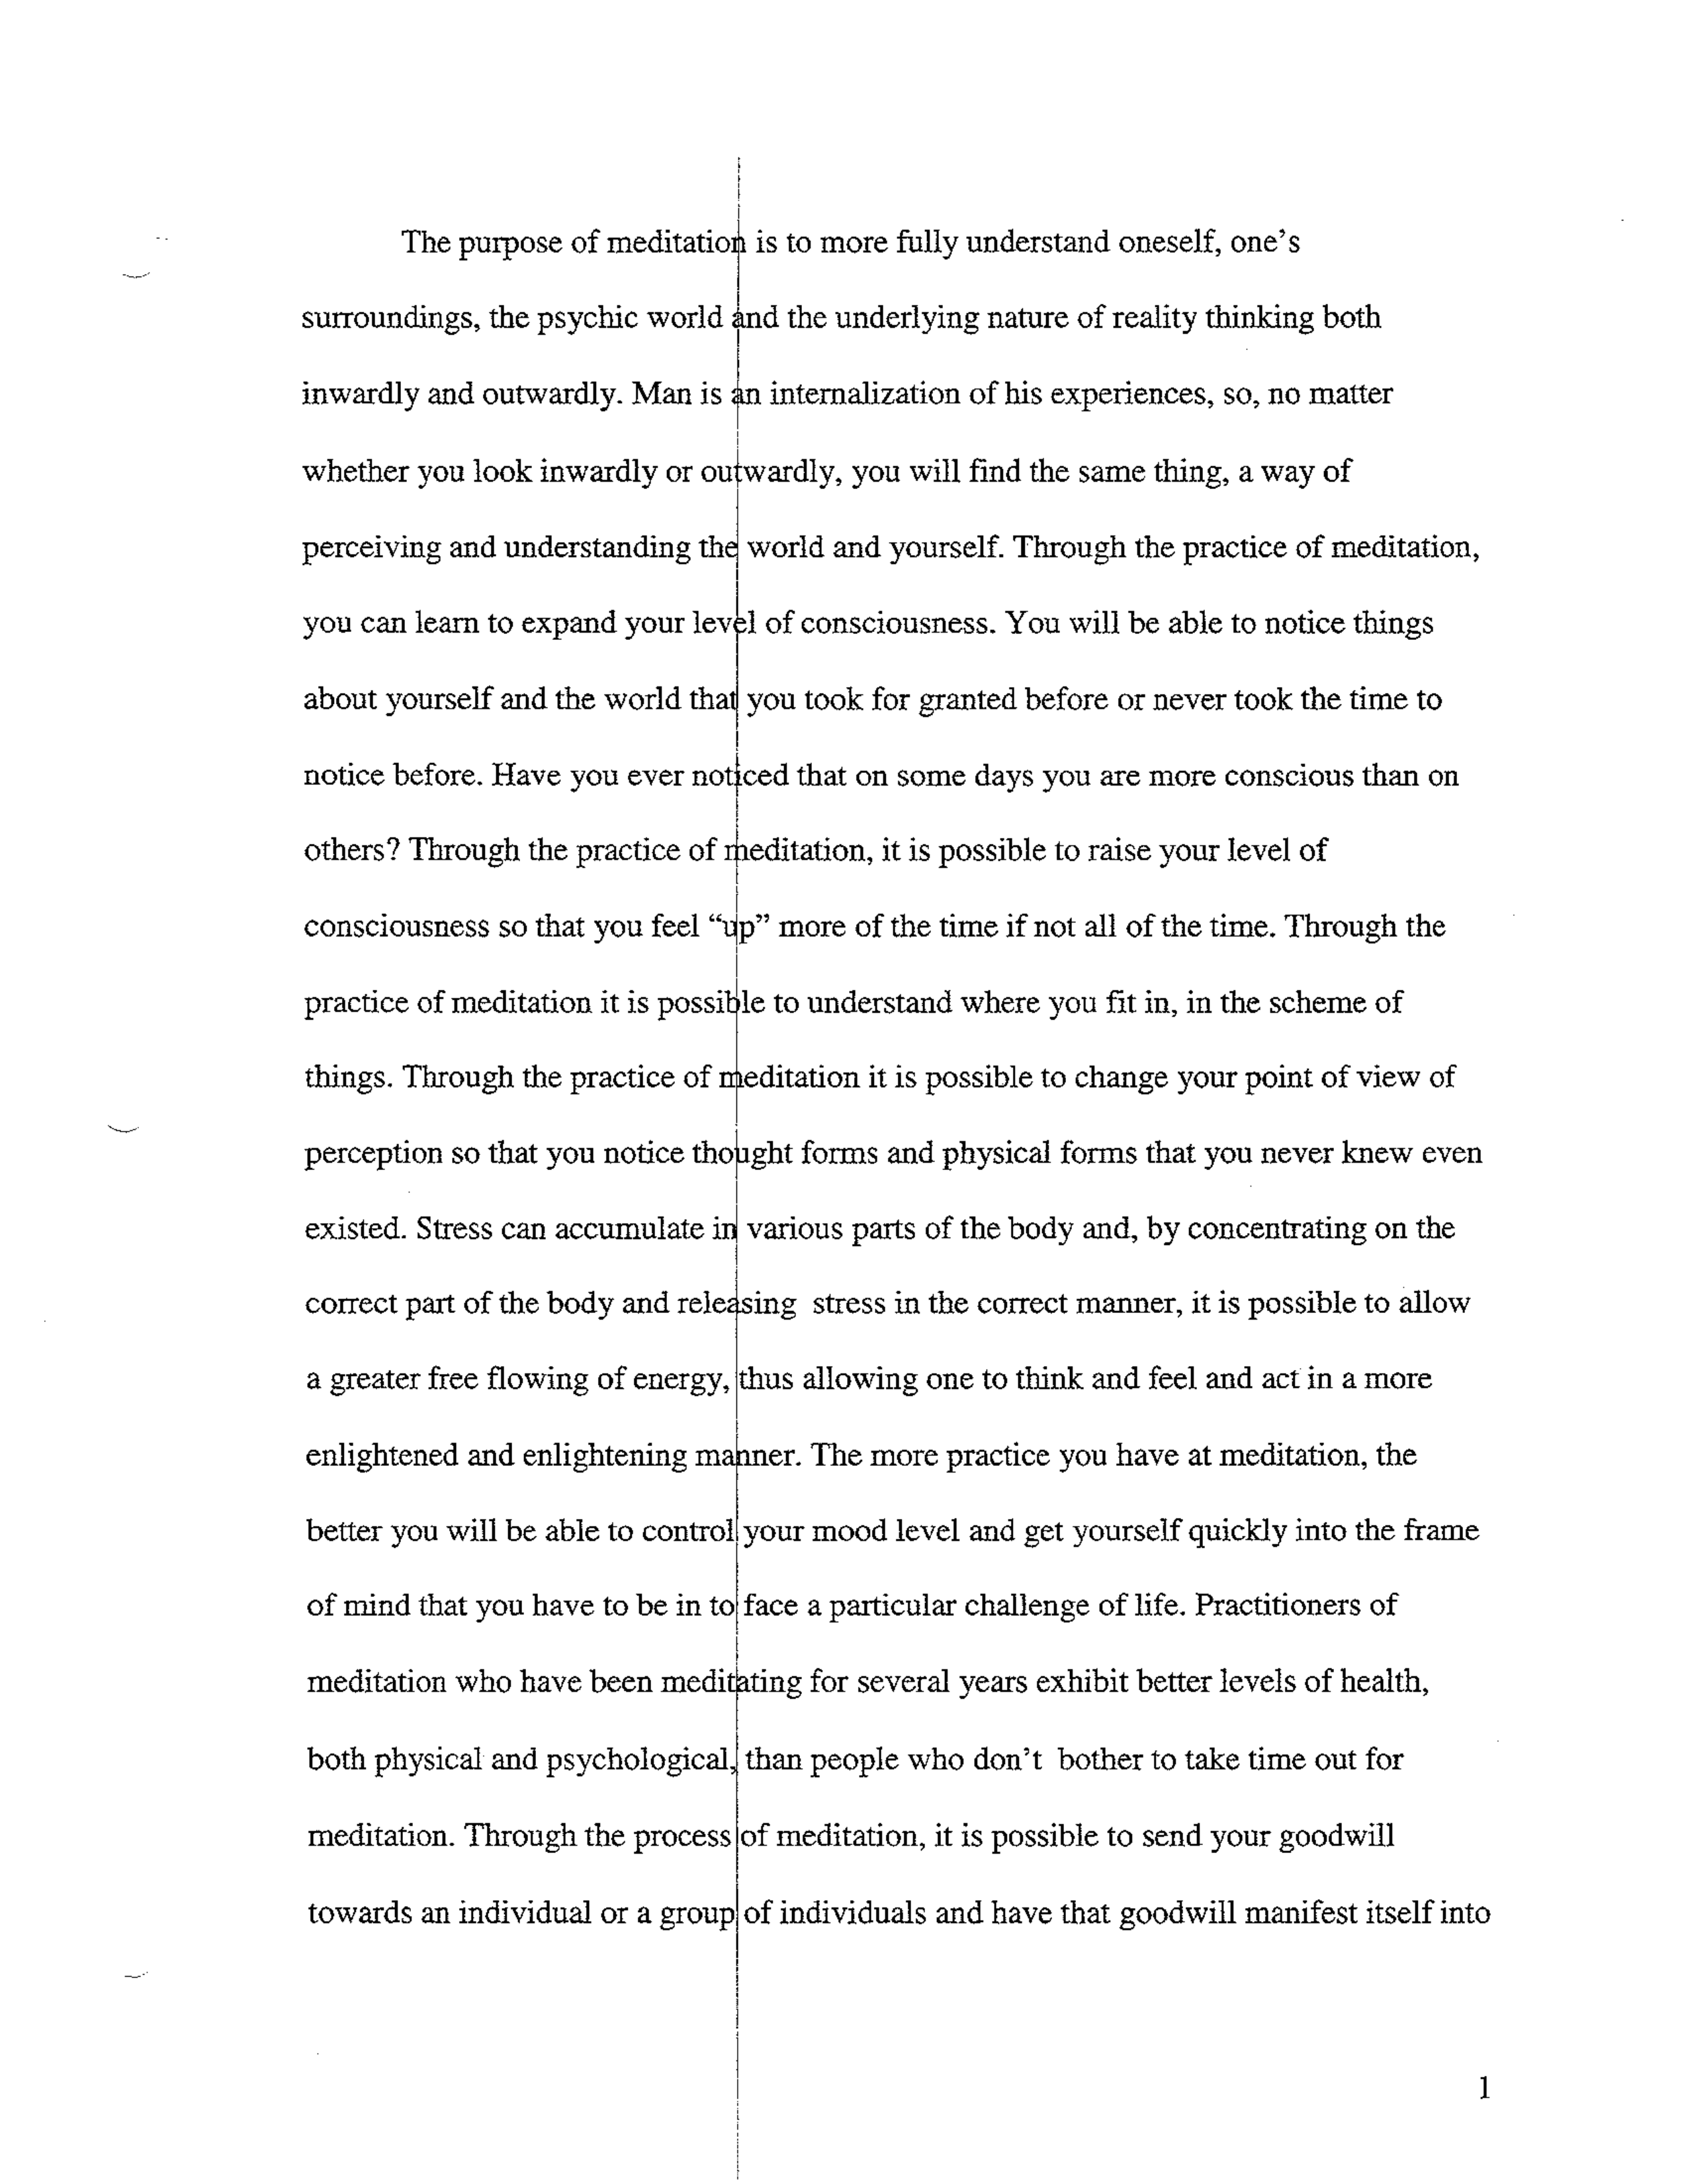 The purpose of meditation is to more fully understand oneself, one's
surroundings, the psychic world and the underlying nature of reality thinking both
inwardly and outwardly. Man is an internalization of his experiences, so, no matter
whether you look inwardly or outwardly, you will find the same thing, a way of
perceiving and understanding the world and yourself. Through the practice of meditation,
you can learn to expand your level of consciousness. You will be able to notice things
about yourself and the world that you took for granted before or never took the time to
notice before. Have you ever noticed that on some days you are more conscious than on
others? Through the practice of meditation, it is possible to raise your level of
consciousness so that you feel “up” more of the time if not all of the time. Through the
practice of meditation it is possible to understand where you fit in, in the scheme of
things. Through the practice of meditation it is possible to change your point of view of
perception so that you notice thought forms and physical forms that you never knew even
existed. Stress can accumulate in various parts of the body and, by concentrating on the
correct part of the body and releasing  stress in the correct manner, it is possible to allow
a greater free flowing of energy, thus allowing one to think and feel and act in a more
enlightened and enlightening manner. The more practice you have at meditation, the
better you will be able to control your mood level and get yourself quickly into the frame
of mind that you have to be in to face a particular challenge of life. Practitioners of
meditation who have been meditating for several years exhibit better levels of health,
both physical and psychological, than people who don't  bother to take time out for
meditation. Through the process of meditation, it is possible to send your goodwill
towards an individual or a group of individuals and have that goodwill manifest itself into
1